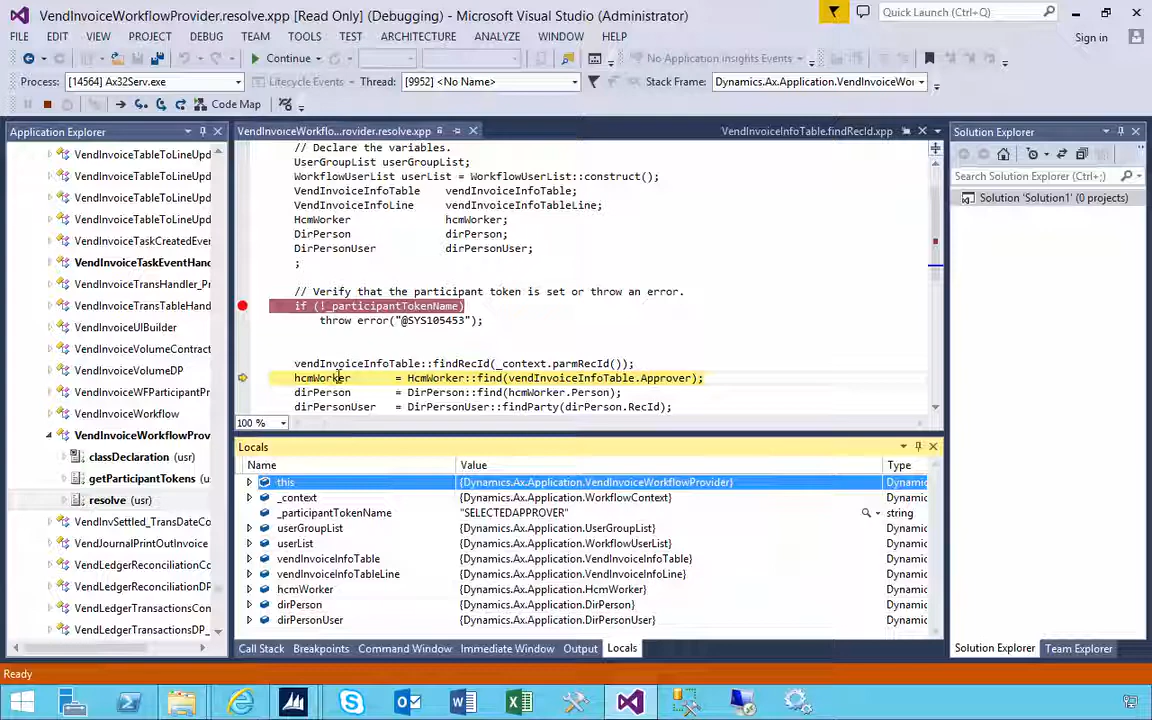 VendInvoiceWorkflowProvider.resolve.xpp [Read Only] (Debugging) - Microsoft Visual Studio (Administrator)
Quick Launch (Ctrl+Q)
FILE EDIT VIEW PROJECT DEBUG TEAM TOOLS TEST ARCHITECTURE ANALYZE WINDOW HELP
Sign in
Continue
No Application Insights Events
Process: [14564] Ax32Serv.exe
Lifecycle Events
Thread: [9952] <No Name>
Stack Frame: Dynamics.Ax.Application.VendInvoiceWo
Code Map
Application Explorer
VendInvoiceTableToLineUpd
VendInvoiceTableToLineUpd
VendInvoiceTableToLineUpd
VendInvoiceTableToLineUpd
VendInvoiceTaskCreatedEver
VendInvoiceTaskEventHand
VendInvoiceTransHandler_Pr
VendInvoiceTransTableHand
VendInvoiceUIBuilder
VendInvoiceVolumeContract
VendInvoiceVolumeDP
VendInvoiceWFParticipantPr
VendInvoiceWorkflow
VendInvoiceWorkflowProv
classDeclaration (usr)
getParticipantTokens (u
resolve (usr)
VendInvSettled_TransDateCo
VendJournalPrintOutInvoice
VendLedgerReconciliationCo
VendLedgerReconciliationDP
VendLedgerTransactionsCon
VendLedgerTransactionsDP_
VendInvoiceWorkflo...rovider.resolve.xpp
VendInvoiceInfoTable.findRecId.xpp
// Declare the variables.
UserGroupList userGroupList;
WorkflowUserList userList = WorkflowUserList::construct();
VendInvoiceInfoTable vendInvoiceInfoTable;
VendInvoiceInfoLine vendInvoiceInfoTableLine;
HcmWorker hcmWorker;
DirPerson dirPerson;
DirPersonUser dirPersonUser;
;
// Verify that the participant token is set or throw an error.
if (!_participantTokenName)
throw error("@SYS105453");
vendInvoiceInfoTable::findRecId(_context.parmRecId());
hcmWorker = HcmWorker::find(vendInvoiceInfoTable.Approver);
dirPerson = DirPerson::find(hcmWorker.Person);
dirPersonUser = DirPersonUser::findParty(dirPerson.RecId);
100 %
Locals
Name Value Type
this {Dynamics.Ax.Application.VendInvoiceWorkflowProvider} Dynamic
_context {Dynamics.Ax.Application.WorkflowContext} Dynamic
_participantTokenName "SELECTEDAPPROVER" string
userGroupList {Dynamics.Ax.Application.UserGroupList} Dynamic
userList {Dynamics.Ax.Application.WorkflowUserList} Dynamic
vendInvoiceInfoTable {Dynamics.Ax.Application.VendInvoiceInfoTable} Dynamic
vendInvoiceInfoTableLine {Dynamics.Ax.Application.VendInvoiceInfoLine} Dynamic
hcmWorker {Dynamics.Ax.Application.HcmWorker} Dynamic
dirPerson {Dynamics.Ax.Application.DirPerson} Dynamic
dirPersonUser {Dynamics.Ax.Application.DirPersonUser} Dynamic
Call Stack Breakpoints Command Window Immediate Window Output Locals
Solution Explorer
Search Solution Explorer (Ctrl+;)
Solution 'Solution1' (0 projects)
Solution Explorer Team Explorer
Ready